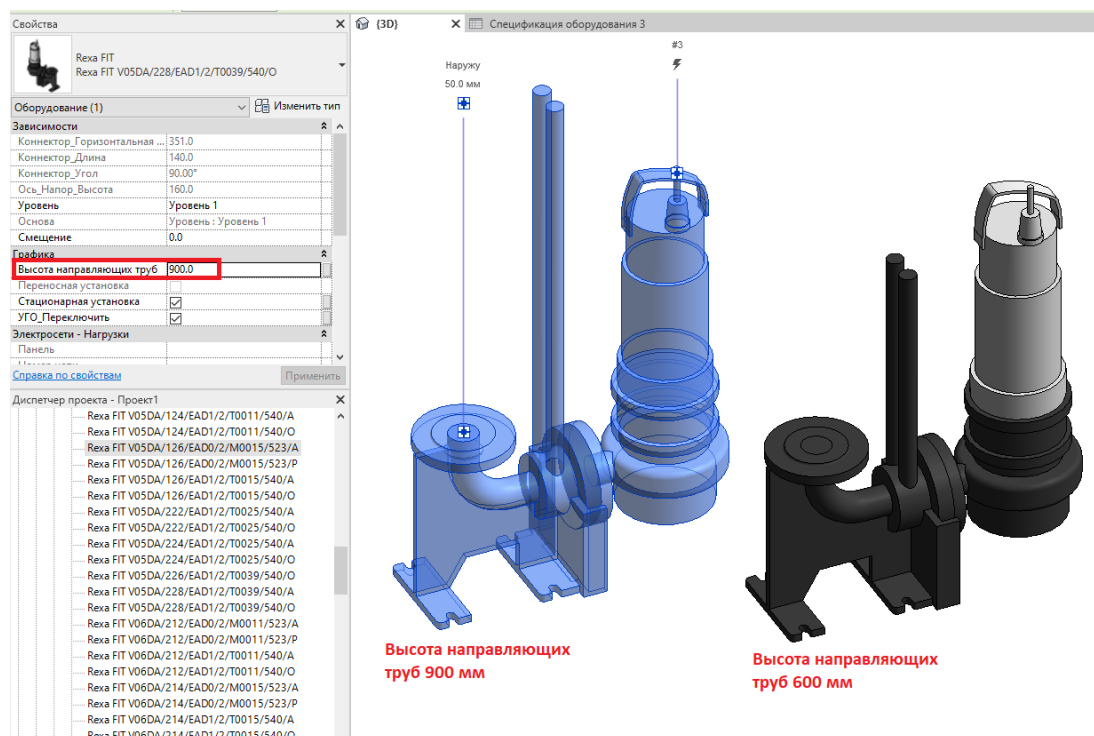 Свойства
Rexa FIT
Rexa FIT V05DA/228/EAD1/2/T0039/540/O
Оборудование (1)
Изменить тип
Зависимости
Коннектор_Горизонтальная ... 351.0
Коннектор_Длина 140.0
Коннектор_Угол 90.00°
Ось_Напор_Высота 160.0
Уровень Уровень 1
Основа Уровень : Уровень 1
Смещение 0.0
Графика
Высота направляющих труб 900.0
Переносная установка
Стационарная установка
УГО_Переключить
Электросети - Нагрузки
Панель
Справка по свойствам
Применить
Диспетчер проекта - Проект1
Rexa FIT V05DA/124/EAD1/2/T0011/540/A
Rexa FIT V05DA/124/EAD1/2/T0011/540/O
Rexa FIT V05DA/126/EAD0/2/M0015/523/A
Rexa FIT V05DA/126/EAD0/2/M0015/523/P
Rexa FIT V05DA/126/EAD1/2/T0015/540/A
Rexa FIT V05DA/126/EAD1/2/T0015/540/O
Rexa FIT V05DA/222/EAD1/2/T0025/540/A
Rexa FIT V05DA/222/EAD1/2/T0025/540/O
Rexa FIT V05DA/224/EAD1/2/T0025/540/A
Rexa FIT V05DA/224/EAD1/2/T0025/540/O
Rexa FIT V05DA/226/EAD1/2/T0039/540/O
Rexa FIT V05DA/228/EAD1/2/T0039/540/A
Rexa FIT V05DA/228/EAD1/2/T0039/540/O
Rexa FIT V06DA/212/EAD0/2/M0011/523/A
Rexa FIT V06DA/212/EAD0/2/M0011/523/P
Rexa FIT V06DA/212/EAD1/2/T0011/540/A
Rexa FIT V06DA/212/EAD1/2/T0011/540/O
Rexa FIT V06DA/214/EAD0/2/M0015/523/A
Rexa FIT V06DA/214/EAD0/2/M0015/523/P
Rexa FIT V06DA/214/EAD1/2/T0015/540/A
Rexa FIT V06DA/214/EAD1/2/T0015/540/O
{3D}
Спецификация оборудования 3
Наружу
50.0 мм
#3
Высота направляющих
труб 900 мм
Высота направляющих
труб 600 мм